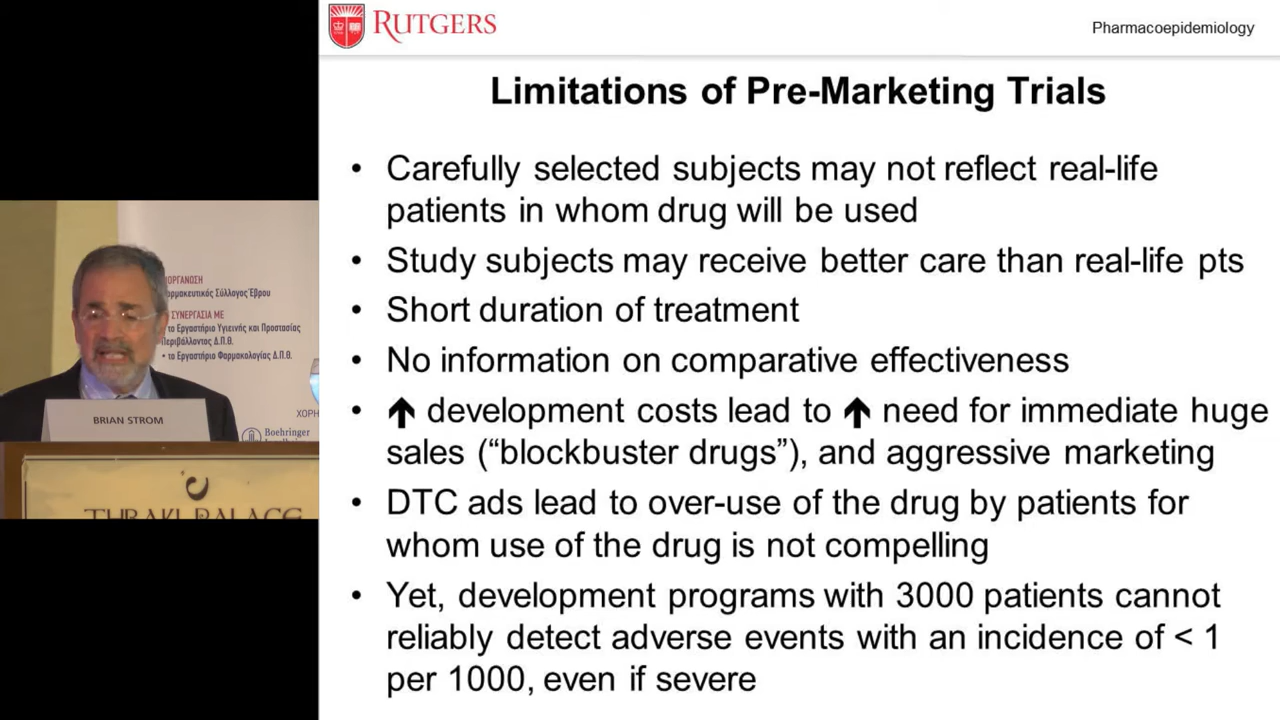 RUTGERS
Pharmacoepidemiology
Limitations of Pre-Marketing Trials
• Carefully selected subjects may not reflect real-life
patients in whom drug will be used
• Study subjects may receive better care than real-life pts
• Short duration of treatment
• No information on comparative effectiveness
• ⬆ development costs lead to ⬆ need for immediate huge
sales (“blockbuster drugs”), and aggressive marketing
• DTC ads lead to over-use of the drug by patients for
whom use of the drug is not compelling
• Yet, development programs with 3000 patients cannot
reliably detect adverse events with an incidence of < 1
per 1000, even if severe
Σύλλογος Έβρου
ΣΥΝΕΡΓΑΣΙΑ ΜΕ
το Εργαστήριο Υγιεινής και Προστασίας
Περιβάλλοντος Δ.Π.Θ.
• το Εργαστήριο Φαρμακολογίας Δ.Π.Θ.
Boehringer
BRIAN STROM
THRAKI PALACE